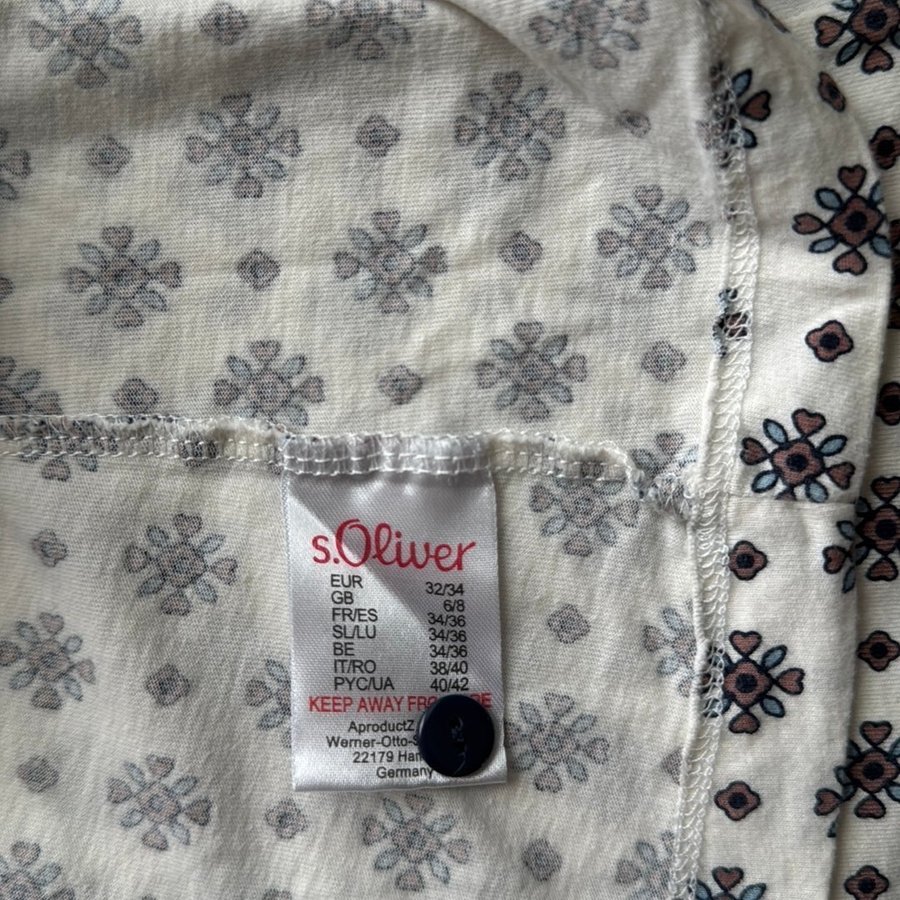 s.Oliver
EUR 32/34
GB 6/8
FR/ES 34/36
SL/LU 34/36
BE 34/36
IT/RO 38/40
PYC/UA 40/42
KEEP AWAY
AproductZ
22179
Germany